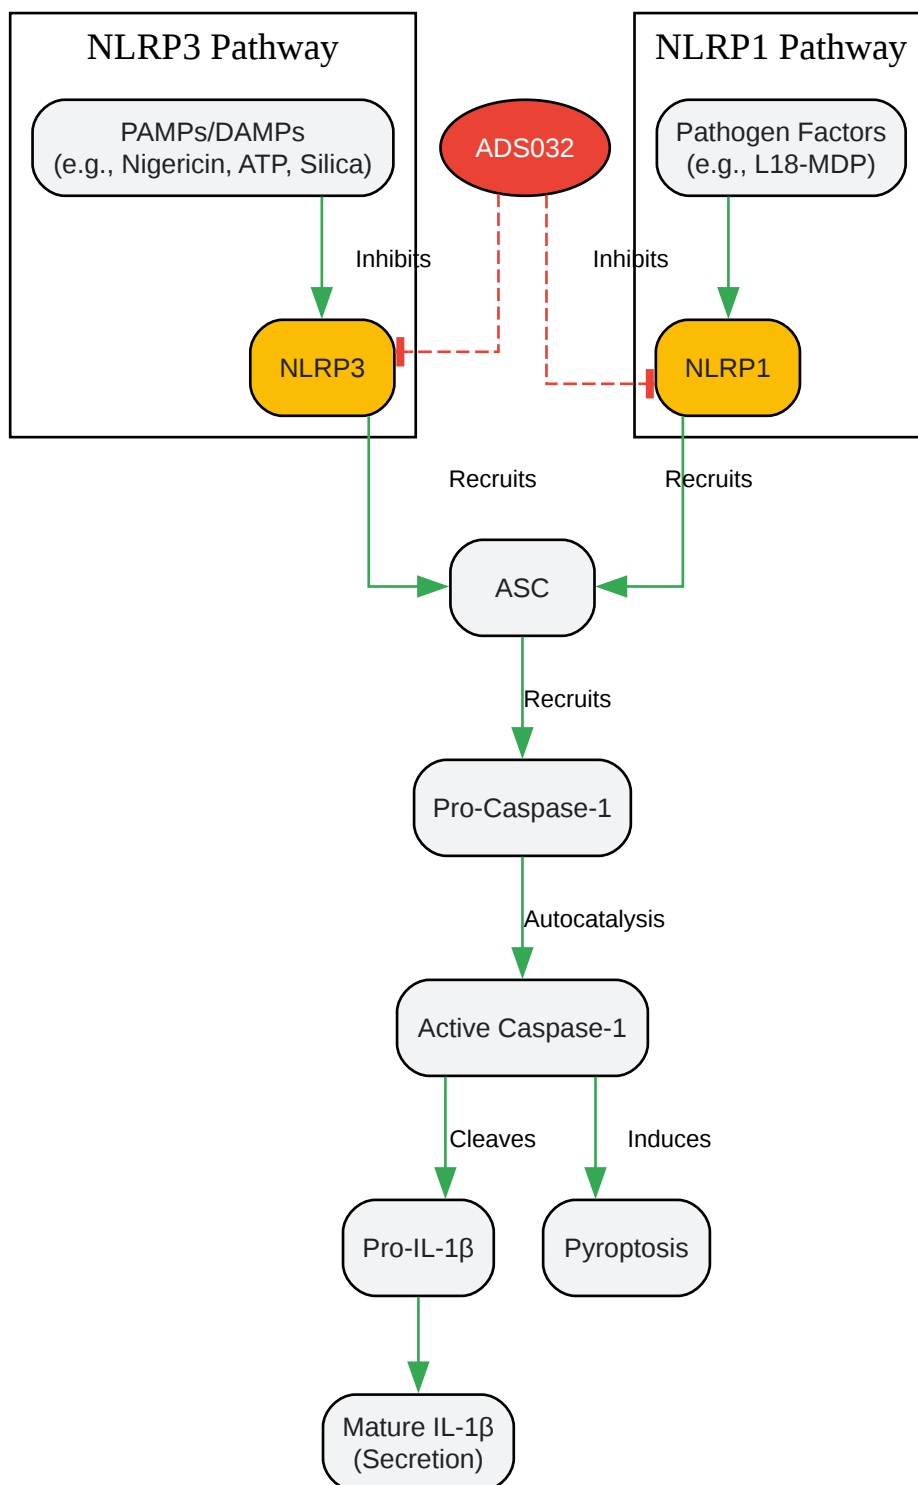 NLRP3 Pathway
NLRP1 Pathway
PAMPs/DAMPs
(e.g., Nigericin, ATP, Silica)
ADS032
Pathogen Factors
(e.g., L18-MDP)
Inhibits
Inhibits
NLRP3
NLRP1
Recruits
Recruits
ASC
Recruits
Pro-Caspase-1
Autocatalysis
Active Caspase-1
Cleaves
Induces
Pro-IL-1β
Pyroptosis
Mature IL-1β
(Secretion)